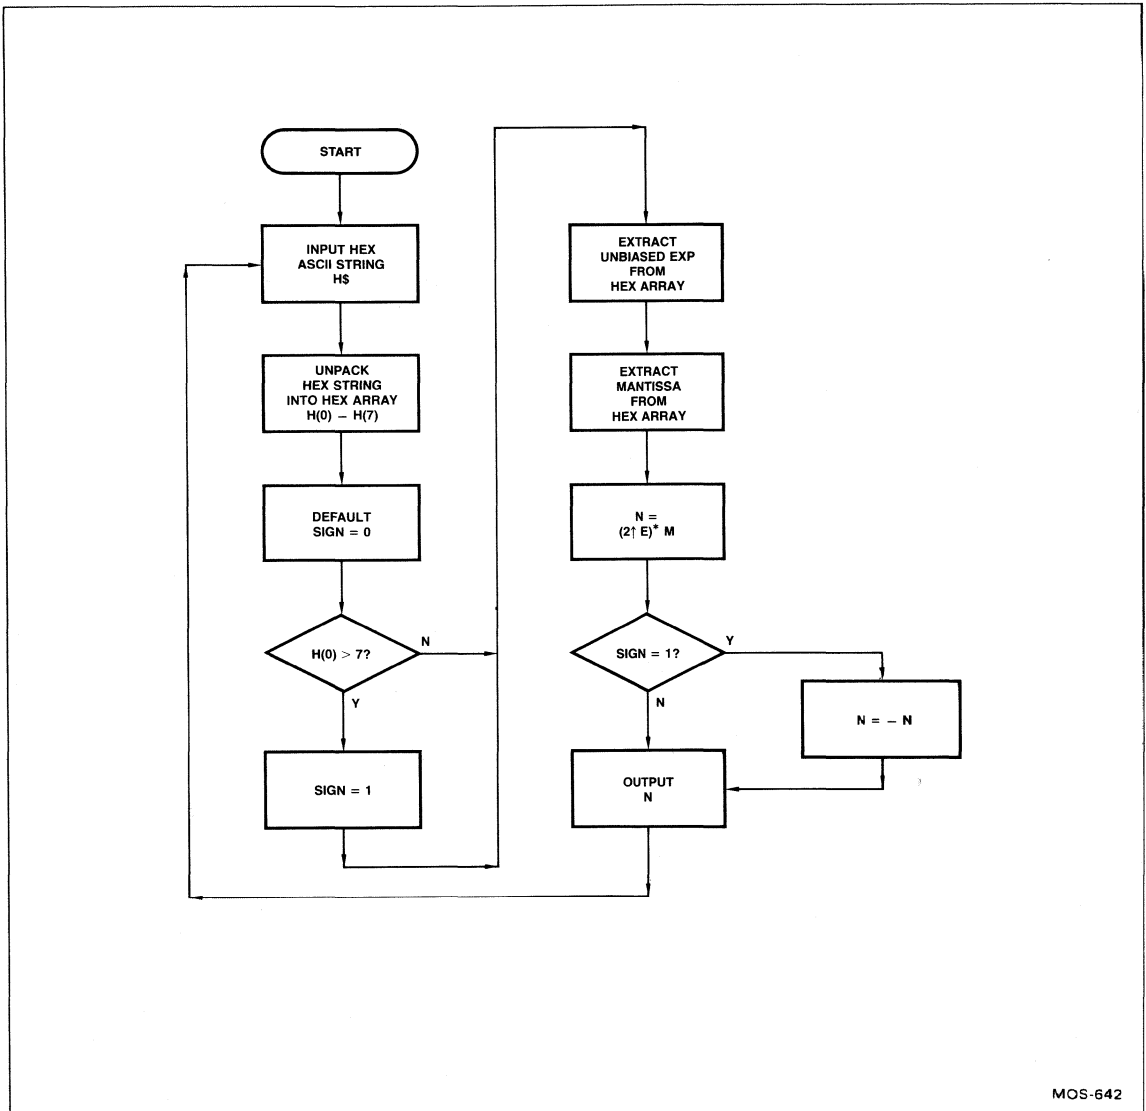 START
INPUT HEX
ASCII STRING
H$
UNPACK
HEX STRING
INTO HEX ARRAY
H(0) – H(7)
DEFAULT
SIGN = 0
H(0) > 7?
N
Y
SIGN = 1
EXTRACT
UNBIASED EXP
FROM
HEX ARRAY
EXTRACT
MANTISSA
FROM
HEX ARRAY
N =
(2↑ E)* M
SIGN = 1?
Y
N
N = – N
OUTPUT
N
MOS-642